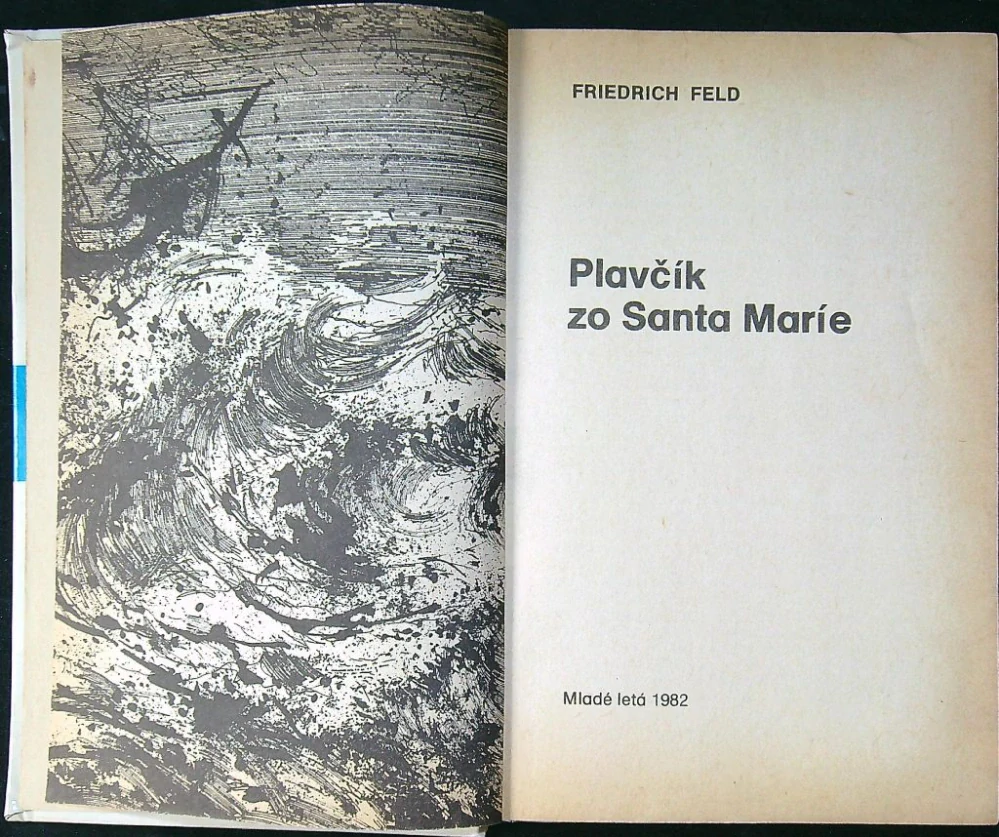 FRIEDRICH FELD
Plavčík
zo Santa Maríe
Mladé letá 1982